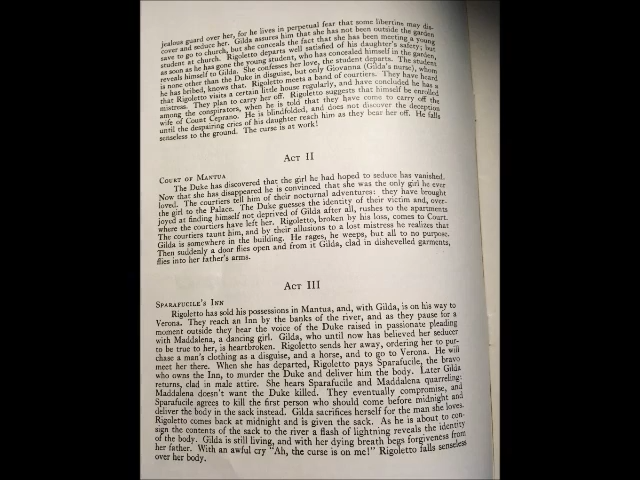 jealous guard over her, for he lives in perpetual fear that some libertine may dis-
cover and seduce her. Gilda assures him that she has not been outside the garden
save to go to church, but she conceals the fact that she has been meeting a young
student at church. Rigoletto departs well satisfied of his daughter's safety; but
as soon as he has gone the young student, who has concealed himself in the garden,
reveals himself to Gilda. She confesses her love, the student departs. The student
is none other than the Duke in disguise, but only Giovanna (Gilda's nurse), whom
he has bribed, knows that. Rigoletto meets a band of courtiers. They have heard
that Rigoletto visits a certain little house regularly, and have concluded he has a
mistress. They plan to carry her off. Rigoletto suggests that himself be enrolled
among the conspirators, when he is told that they have come to carry off the
wife of Count Ceprano. He is blindfolded, and does not discover the deception
until the despairing cries of his daughter reach him as they bear her off. He falls
senseless to the ground. The curse is at work!
Act II
Court of Mantua
The Duke has discovered that the girl he had hoped to seduce has vanished.
Now that she has disappeared he is convinced that she was the only girl he ever
loved. The courtiers tell him of their nocturnal adventures: they have brought
the girl to the Palace. The Duke guesses the identity of their victim and, over-
joyed at finding himself not deprived of Gilda after all, rushes to the apartments
where the courtiers have left her. Rigoletto, broken by his loss, comes to Court.
The courtiers taunt him, and by their allusions to a lost mistress he realizes that
Gilda is somewhere in the building. He rages, he weeps, but all to no purpose.
Then suddenly a door flies open and from it Gilda, clad in dishevelled garments,
flies into her father's arms.
Act III
Sparafucile's Inn
Rigoletto has sold his possessions in Mantua, and, with Gilda, is on his way to
Verona. They reach an Inn by the banks of the river, and as they pause for a
moment outside they hear the voice of the Duke raised in passionate pleading
with Maddalena, a dancing girl. Gilda, who until now has believed her seducer
to be true to her, is heartbroken. Rigoletto sends her away, ordering her to pur-
chase a man's clothing as a disguise, and a horse, and to go to Verona. He will
meet her there. When she has departed, Rigoletto pays Sparafucile, the bravo
who owns the Inn, to murder the Duke and deliver him the body. Later Gilda
returns, clad in male attire. She hears Sparafucile and Maddalena quarreling:
Maddalena doesn't want the Duke killed. They eventually compromise, and
Sparafucile agrees to kill the first person who should come before midnight and
deliver the body in the sack instead. Gilda sacrifices herself for the man she loves.
Rigoletto comes back at midnight and is given the sack. As he is about to con-
sign the contents of the sack to the river a flash of lightning reveals the identity
of the body. Gilda is still living, and with her dying breath begs forgiveness from
her father. With an awful cry "Ah, the curse is on me!" Rigoletto falls senseless
over her body.